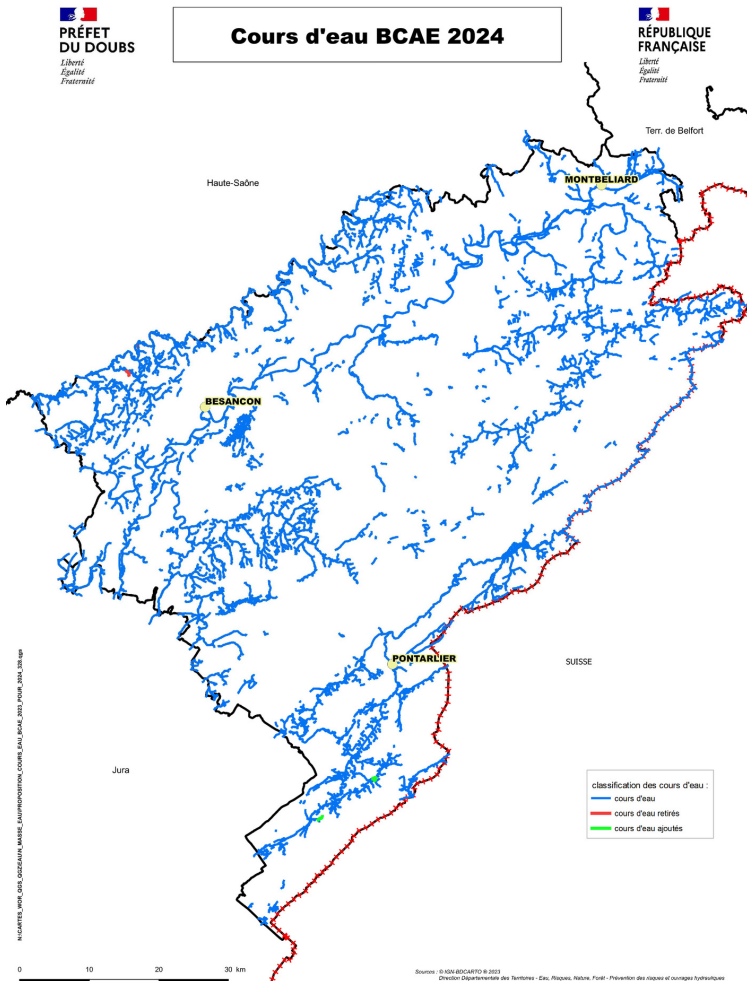 PRÉFET
DU DOUBS
Liberté
Égalité
Fraternité
Cours d'eau BCAE 2024
RÉPUBLIQUE
FRANÇAISE
Liberté
Égalité
Fraternité
Terr. de Belfort
Haute-Saône
MONTBELIARD
BESANCON
PONTARLIER
SUISSE
Jura
classification des cours d'eau :
cours d'eau
cours d'eau retirés
cours d'eau ajoutés
0 10 20 30 km
Sources : © IGN-BDCARTO ® 2023
Direction Départementale des Territoires - Eau, Risques, Nature, Forêt - Prévention des risques et ouvrages hydrauliques